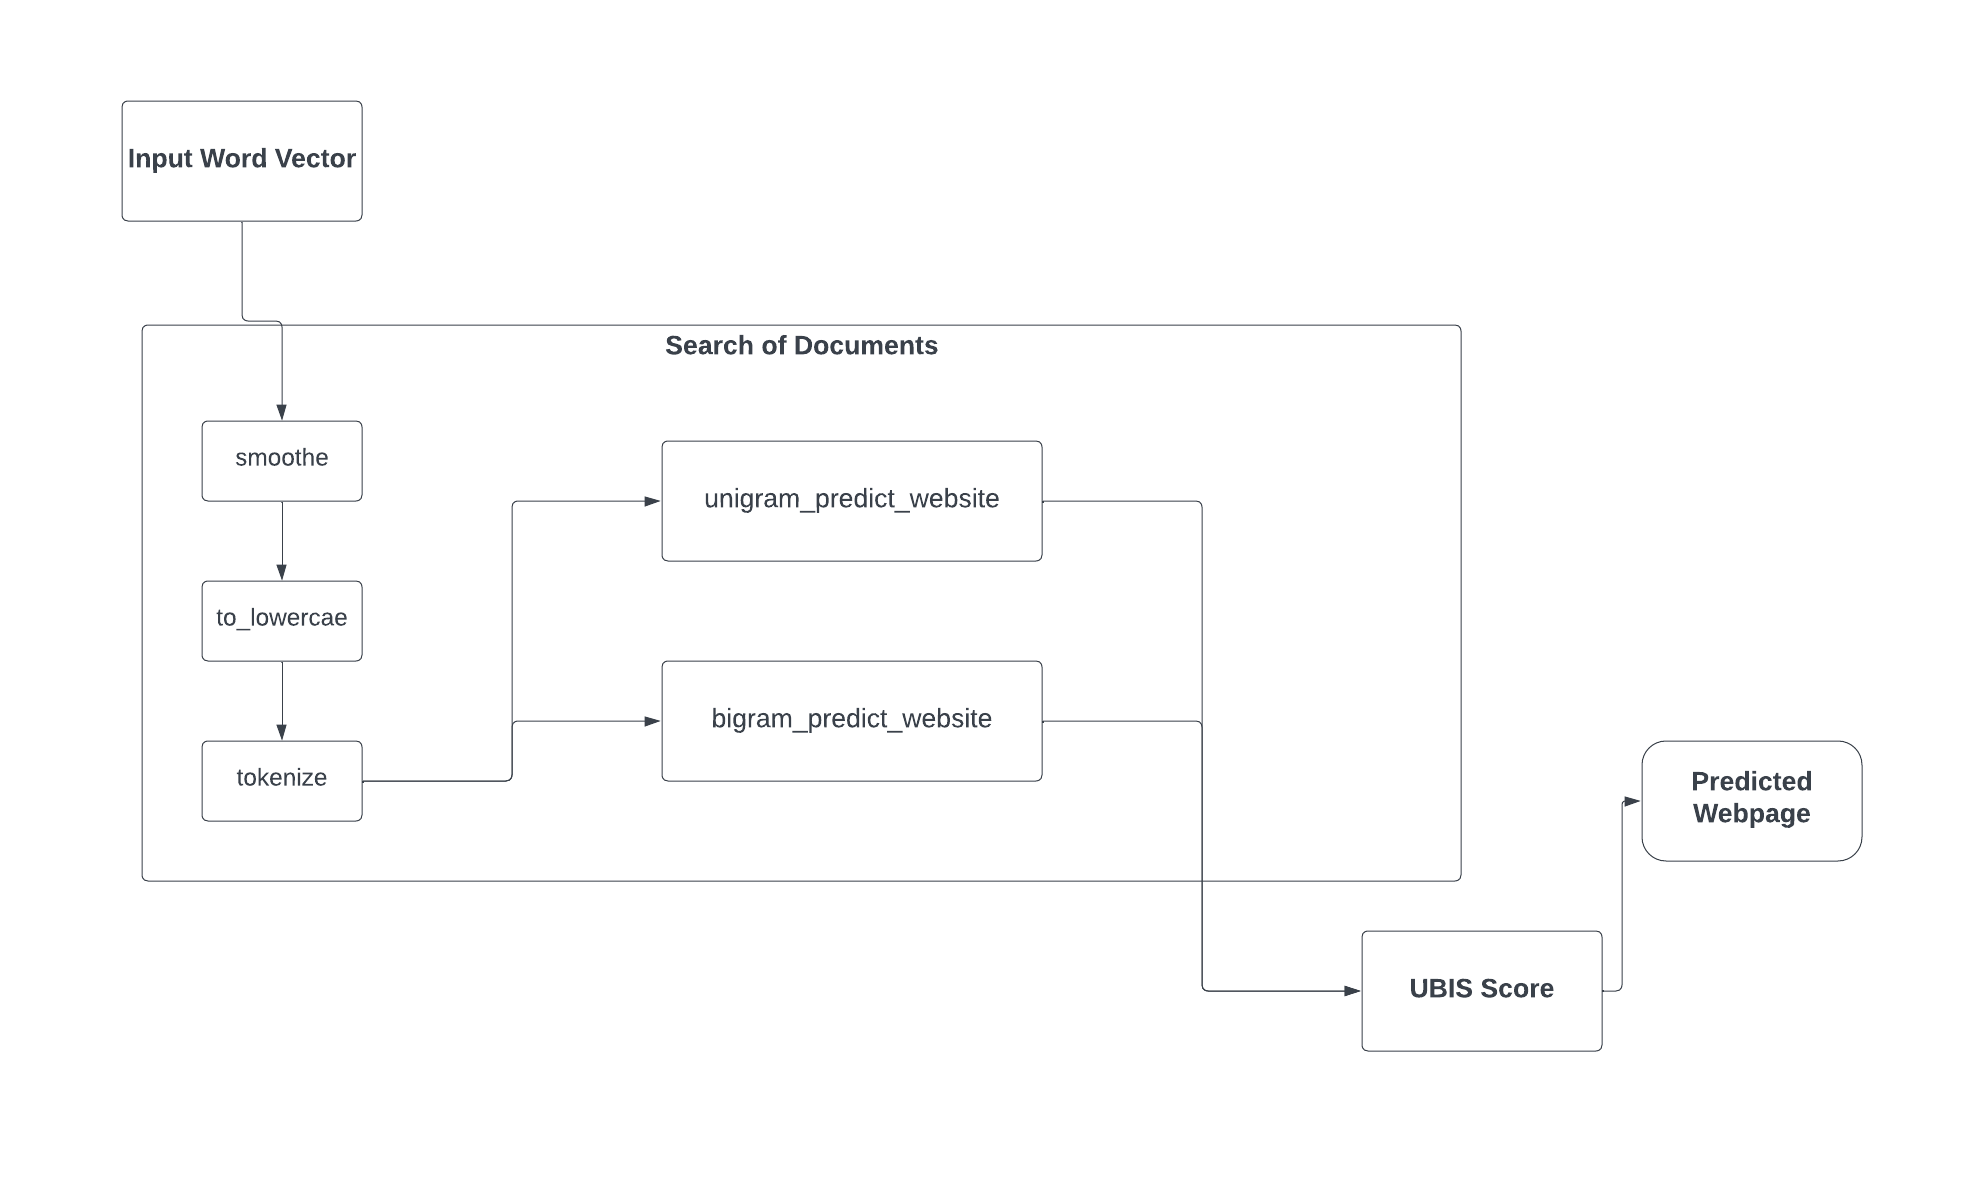 Input Word Vector
Search of Documents
smoothe
unigram_predict_website
to_lowercae
bigram_predict_website
tokenize
Predicted
Webpage
UBIS Score